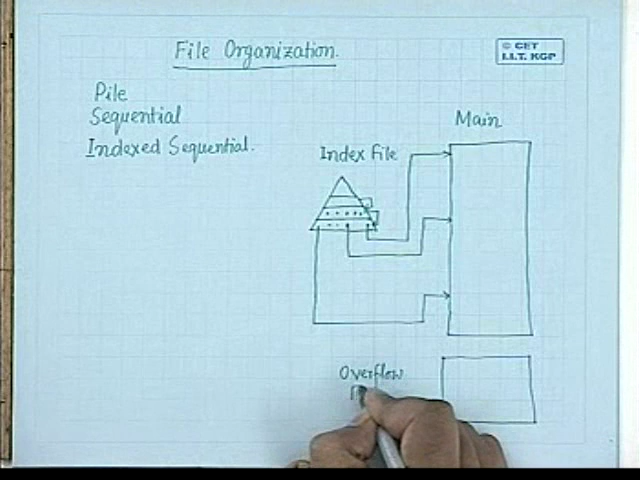 File Organization.
© CET
I.I.T. KGP
Pile
Sequential
Indexed Sequential.
Main
Index File
Overflow